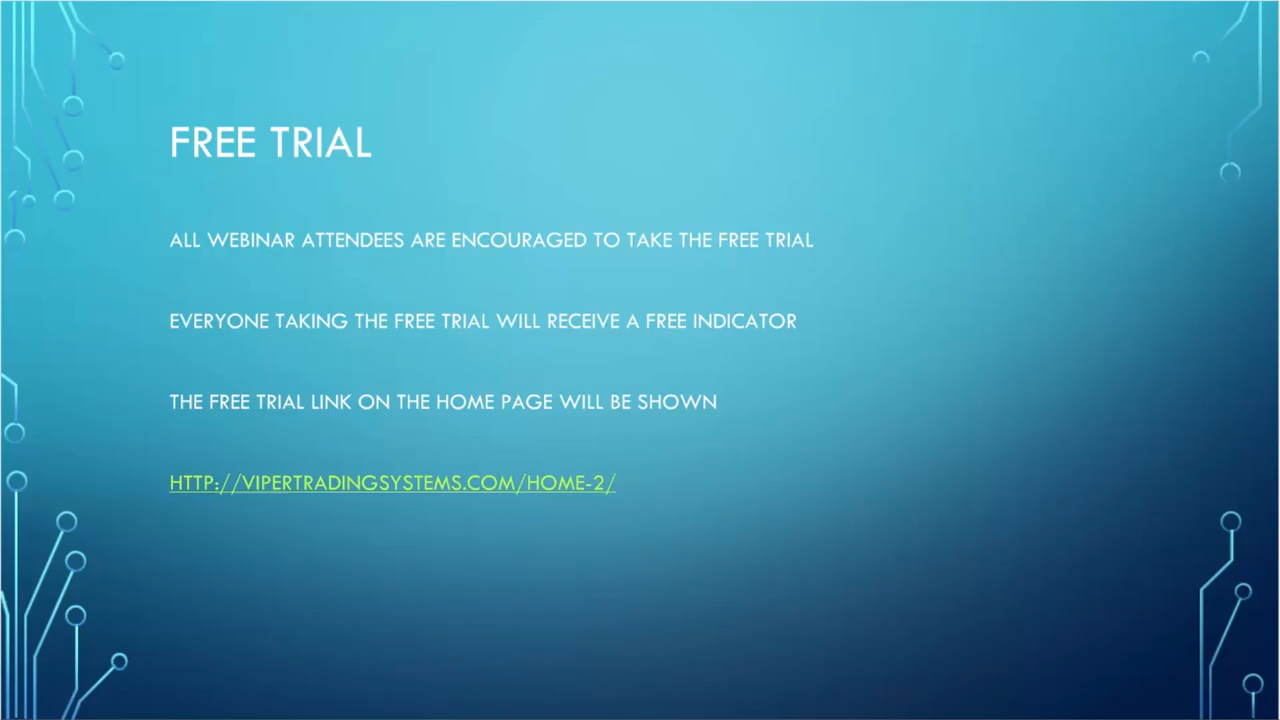 FREE TRIAL
ALL WEBINAR ATTENDEES ARE ENCOURAGED TO TAKE THE FREE TRIAL
EVERYONE TAKING THE FREE TRIAL WILL RECEIVE A FREE INDICATOR
THE FREE TRIAL LINK ON THE HOME PAGE WILL BE SHOWN
HTTP://VIPERTRADINGSYSTEMS.COM/HOME-2/